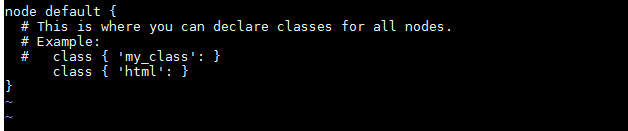 node default {
  # This is where you can declare classes for all nodes.
  # Example:
  #   class { 'my_class': }
      class { 'html': }
}
~
~